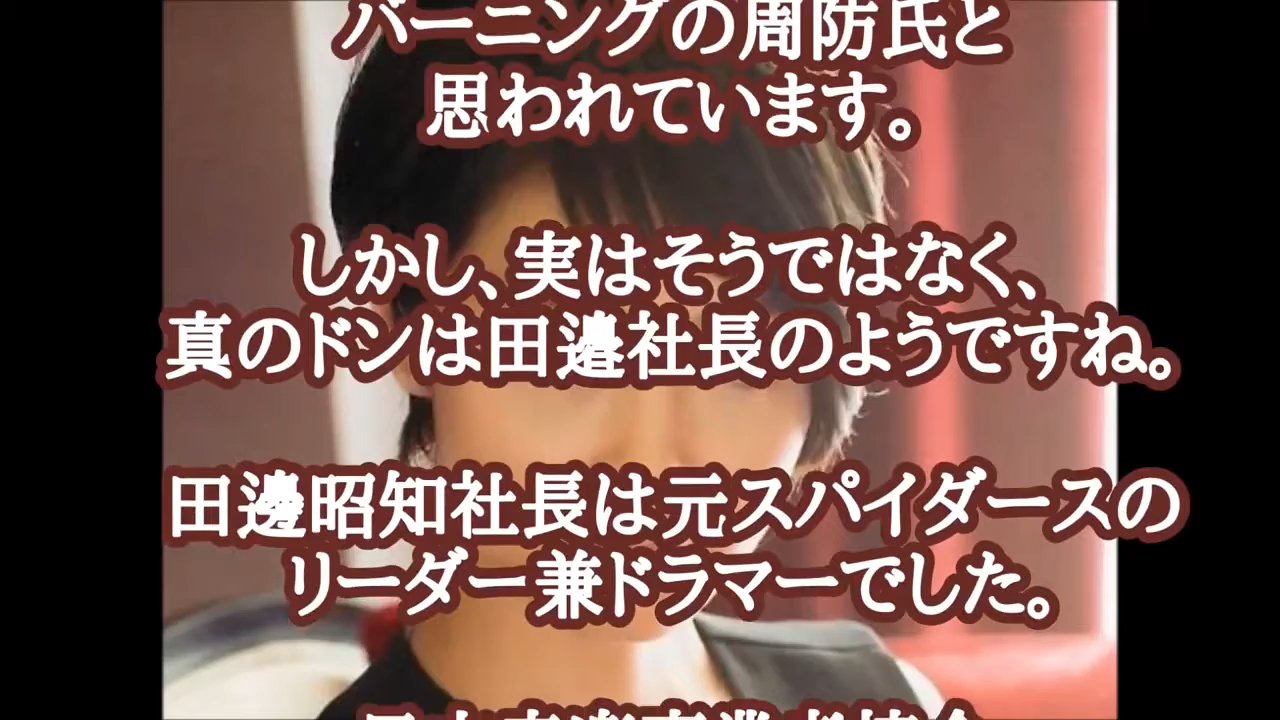 バーニングの周防氏と
思われています。
しかし、実はそうではなく、
真のドンは田邊社長のようですね。
田邊昭知社長は元スパイダースの
リーダー兼ドラマーでした。